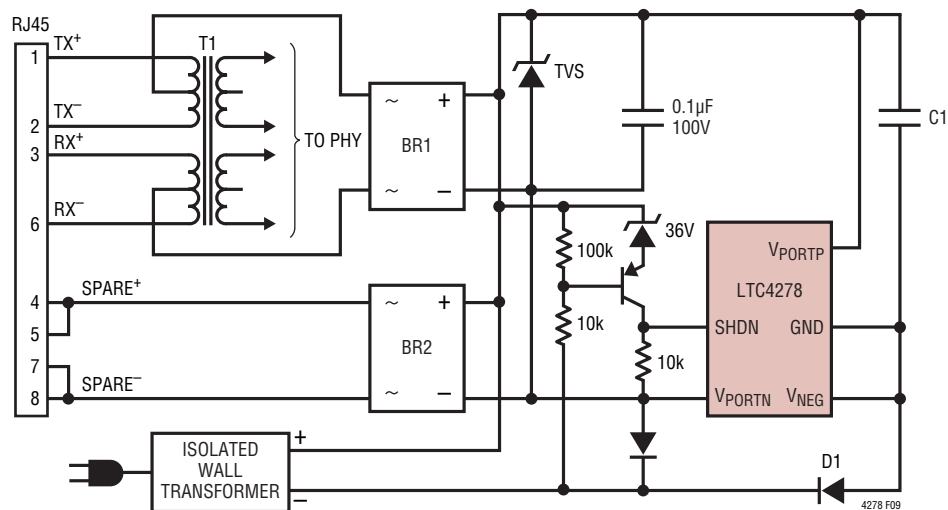 RJ45
1
TX+
2
TX−
3
RX+
6
RX−
4
SPARE+
5
7
8
SPARE−
T1
TO PHY
~
+
BR1
~
−
~
+
BR2
~
−
TVS
0.1µF
100V
C1
36V
100k
10k
10k
VPORTP
LTC4278
SHDN
GND
VPORTN
VNEG
ISOLATED
WALL
TRANSFORMER
+
−
D1
4278 F09